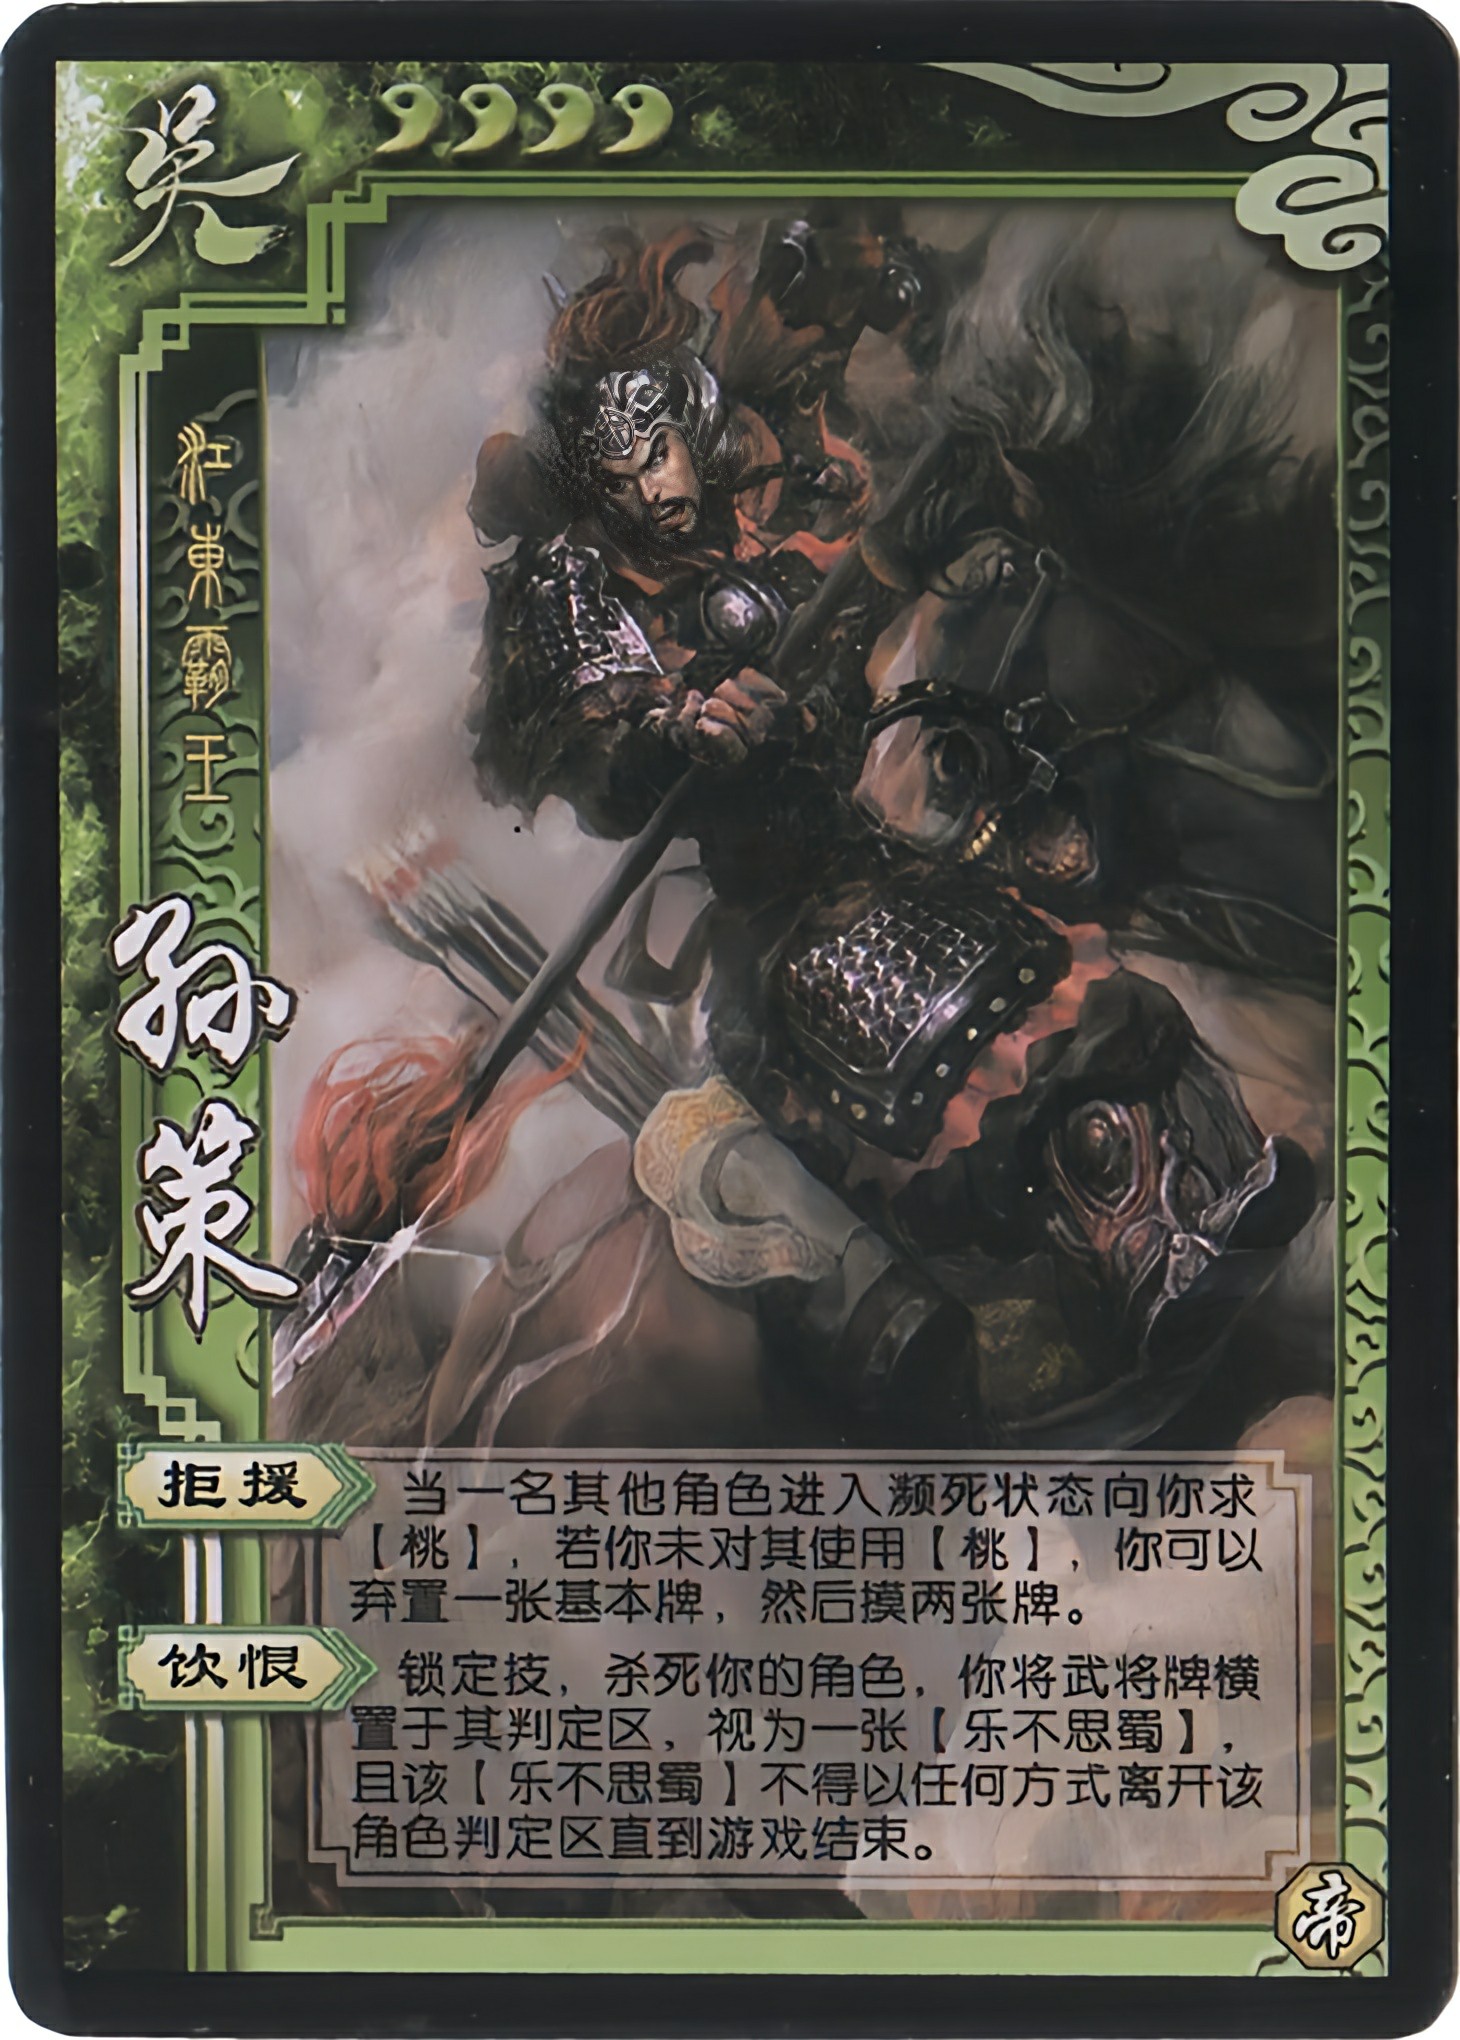 吴
江東霸王
孙策
拒援
当一名其他角色进入濒死状态向你求
【桃】，若你未对其使用【桃】，你可以
弃置一张基本牌，然后摸两张牌。
饮恨
锁定技，杀死你的角色，你将武将牌横
置于其判定区，视为一张【乐不思蜀】，
且该【乐不思蜀】不得以任何方式离开该
角色判定区直到游戏结束。
帝